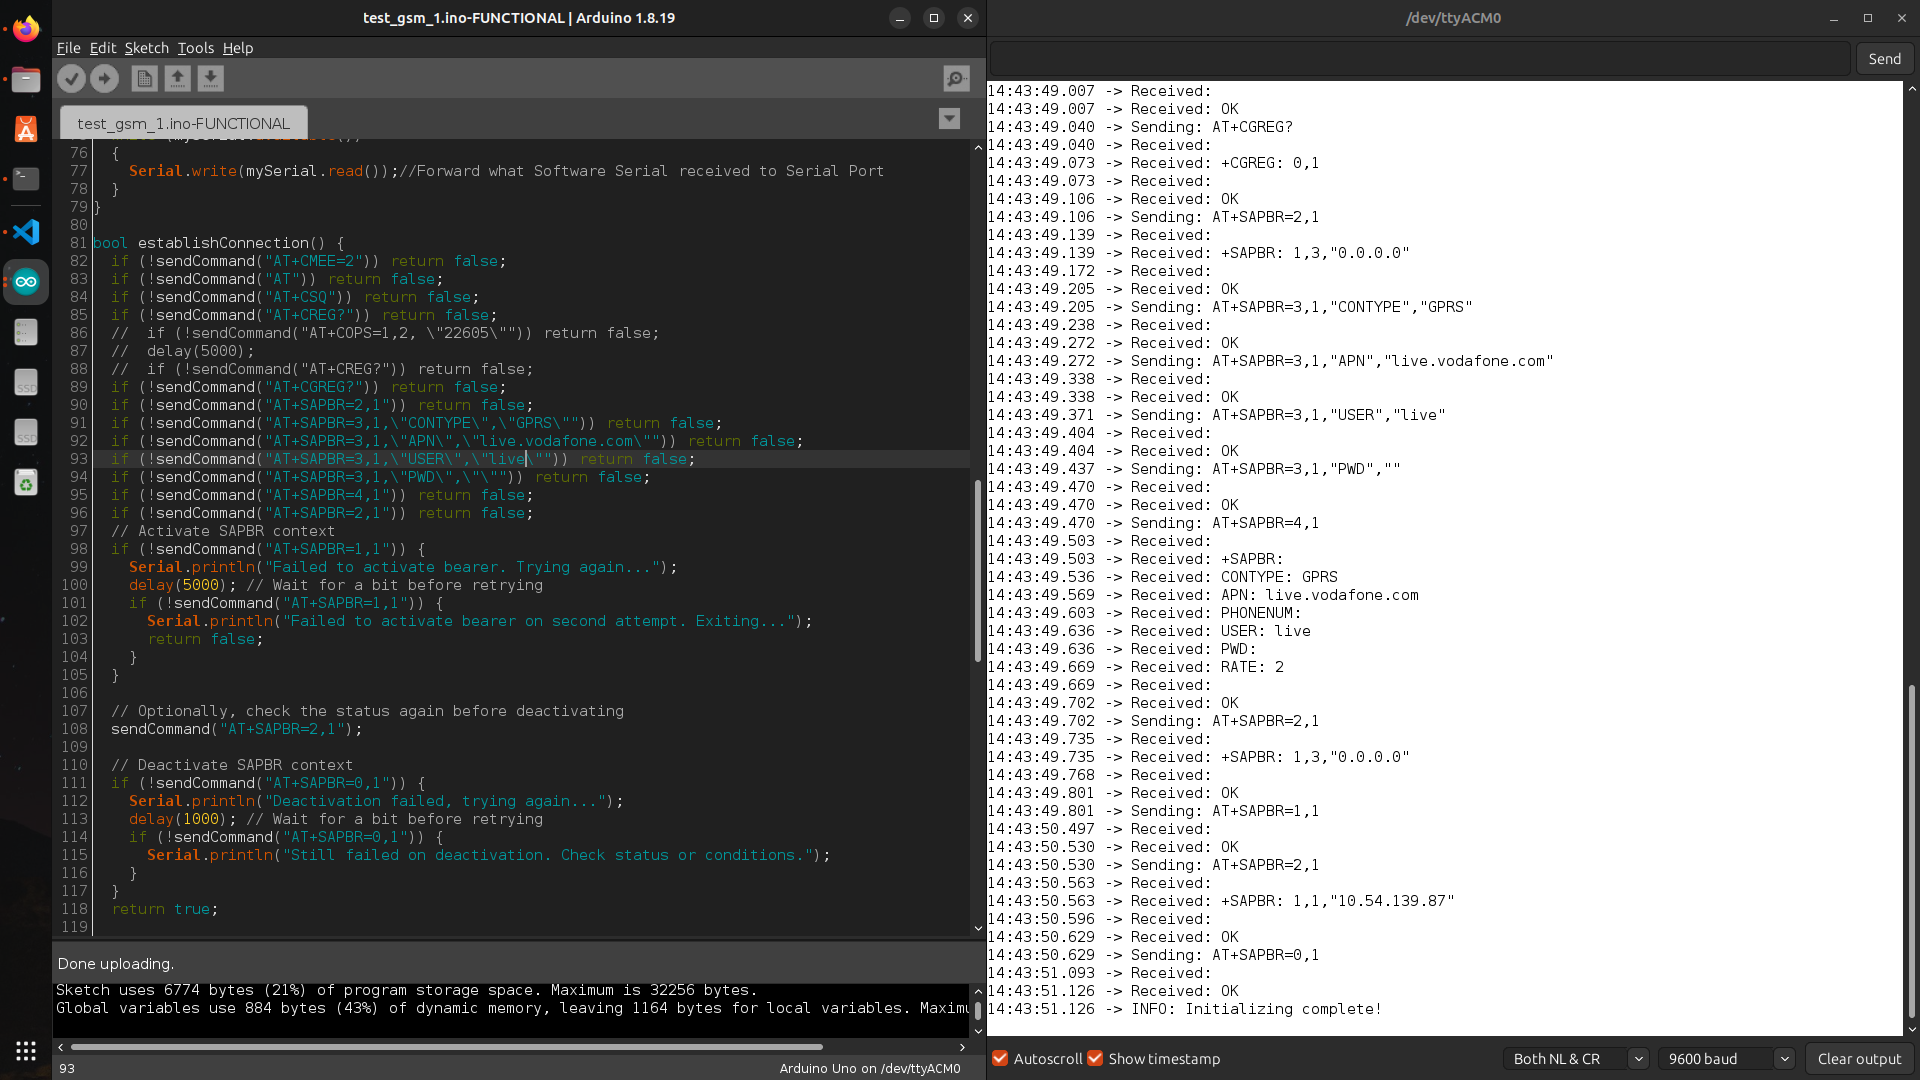 test_gsm_1.ino-FUNCTIONAL | Arduino 1.8.19
File Edit Sketch Tools Help
test_gsm_1.ino-FUNCTIONAL
76 {
77 Serial.write(mySerial.read());//Forward what Software Serial received to Serial Port
78 }
79 }
80
81 bool establishConnection() {
82 if (!sendCommand("AT+CMEE=2")) return false;
83 if (!sendCommand("AT")) return false;
84 if (!sendCommand("AT+CSQ")) return false;
85 if (!sendCommand("AT+CREG?")) return false;
86 //  if (!sendCommand("AT+COPS=1,2, \"22605\"")) return false;
87 //  delay(5000);
88 //  if (!sendCommand("AT+CREG?")) return false;
89 if (!sendCommand("AT+CGREG?")) return false;
90 if (!sendCommand("AT+SAPBR=2,1")) return false;
91 if (!sendCommand("AT+SAPBR=3,1,\"CONTYPE\",\"GPRS\"")) return false;
92 if (!sendCommand("AT+SAPBR=3,1,\"APN\",\"live.vodafone.com\"")) return false;
93 if (!sendCommand("AT+SAPBR=3,1,\"USER\",\"live\"")) return false;
94 if (!sendCommand("AT+SAPBR=3,1,\"PWD\",\"\"")) return false;
95 if (!sendCommand("AT+SAPBR=4,1")) return false;
96 if (!sendCommand("AT+SAPBR=2,1")) return false;
97 // Activate SAPBR context
98 if (!sendCommand("AT+SAPBR=1,1")) {
99 Serial.println("Failed to activate bearer. Trying again...");
100 delay(5000); // Wait for a bit before retrying
101 if (!sendCommand("AT+SAPBR=1,1")) {
102 Serial.println("Failed to activate bearer on second attempt. Exiting...");
103 return false;
104 }
105 }
106
107 // Optionally, check the status again before deactivating
108 sendCommand("AT+SAPBR=2,1");
109
110 // Deactivate SAPBR context
111 if (!sendCommand("AT+SAPBR=0,1")) {
112 Serial.println("Deactivation failed, trying again...");
113 delay(1000); // Wait for a bit before retrying
114 if (!sendCommand("AT+SAPBR=0,1")) {
115 Serial.println("Still failed on deactivation. Check status or conditions.");
116 }
117 }
118 return true;
119
Done uploading.
Sketch uses 6774 bytes (21%) of program storage space. Maximum is 32256 bytes.
Global variables use 884 bytes (43%) of dynamic memory, leaving 1164 bytes for local variables.
93
Arduino Uno on /dev/ttyACM0
/dev/ttyACM0
Send
14:43:49.007 -> Received:
14:43:49.007 -> Received: OK
14:43:49.040 -> Sending: AT+CGREG?
14:43:49.040 -> Received:
14:43:49.073 -> Received: +CGREG: 0,1
14:43:49.073 -> Received:
14:43:49.106 -> Received: OK
14:43:49.106 -> Sending: AT+SAPBR=2,1
14:43:49.139 -> Received:
14:43:49.139 -> Received: +SAPBR: 1,3,"0.0.0.0"
14:43:49.172 -> Received:
14:43:49.205 -> Received: OK
14:43:49.205 -> Sending: AT+SAPBR=3,1,"CONTYPE","GPRS"
14:43:49.238 -> Received:
14:43:49.272 -> Received: OK
14:43:49.272 -> Sending: AT+SAPBR=3,1,"APN","live.vodafone.com"
14:43:49.338 -> Received:
14:43:49.338 -> Received: OK
14:43:49.371 -> Sending: AT+SAPBR=3,1,"USER","live"
14:43:49.404 -> Received:
14:43:49.404 -> Received: OK
14:43:49.437 -> Sending: AT+SAPBR=3,1,"PWD",""
14:43:49.470 -> Received:
14:43:49.470 -> Received: OK
14:43:49.470 -> Sending: AT+SAPBR=4,1
14:43:49.503 -> Received:
14:43:49.503 -> Received: +SAPBR:
14:43:49.536 -> Received: CONTYPE: GPRS
14:43:49.569 -> Received: APN: live.vodafone.com
14:43:49.603 -> Received: PHONENUM:
14:43:49.636 -> Received: USER: live
14:43:49.636 -> Received: PWD:
14:43:49.669 -> Received: RATE: 2
14:43:49.669 -> Received:
14:43:49.702 -> Received: OK
14:43:49.702 -> Sending: AT+SAPBR=2,1
14:43:49.735 -> Received:
14:43:49.735 -> Received: +SAPBR: 1,3,"0.0.0.0"
14:43:49.768 -> Received:
14:43:49.801 -> Received: OK
14:43:49.801 -> Sending: AT+SAPBR=1,1
14:43:50.497 -> Received:
14:43:50.530 -> Received: OK
14:43:50.530 -> Sending: AT+SAPBR=2,1
14:43:50.563 -> Received:
14:43:50.563 -> Received: +SAPBR: 1,1,"10.54.139.87"
14:43:50.596 -> Received:
14:43:50.629 -> Received: OK
14:43:50.629 -> Sending: AT+SAPBR=0,1
14:43:51.093 -> Received:
14:43:51.126 -> Received: OK
14:43:51.126 -> INFO: Initializing complete!
Autoscroll Show timestamp Both NL & CR 9600 baud Clear output